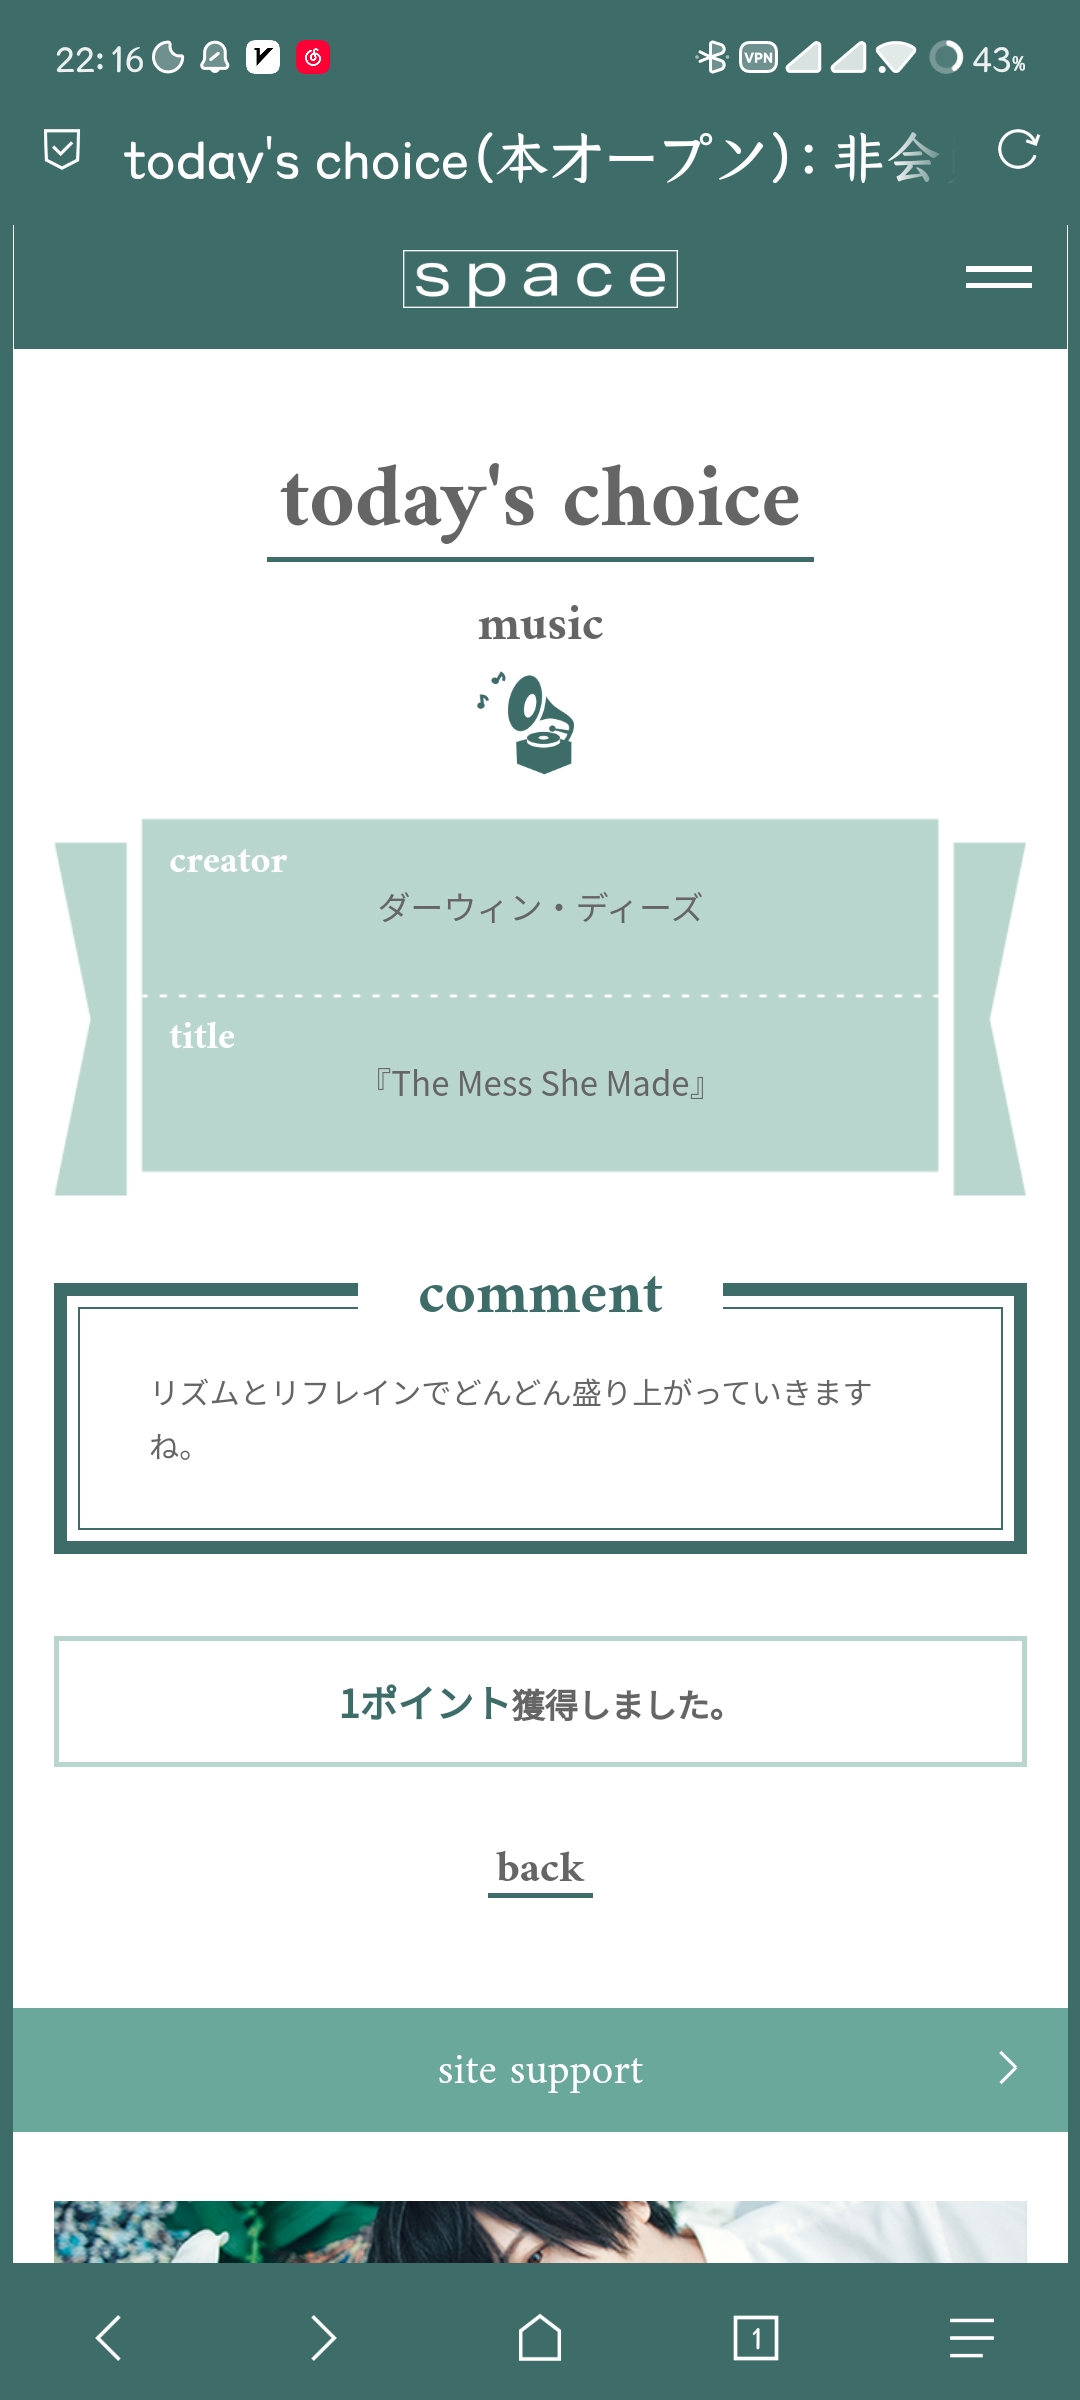 22:16
VPN
43%
today's choice(本オープン): 非会
space
today's choice
music
creator
ダーウィン・ディーズ
title
『The Mess She Made』
comment
リズムとリフレインでどんどん盛り上がっていきます
ね。
1ポイント獲得しました。
back
site support
1